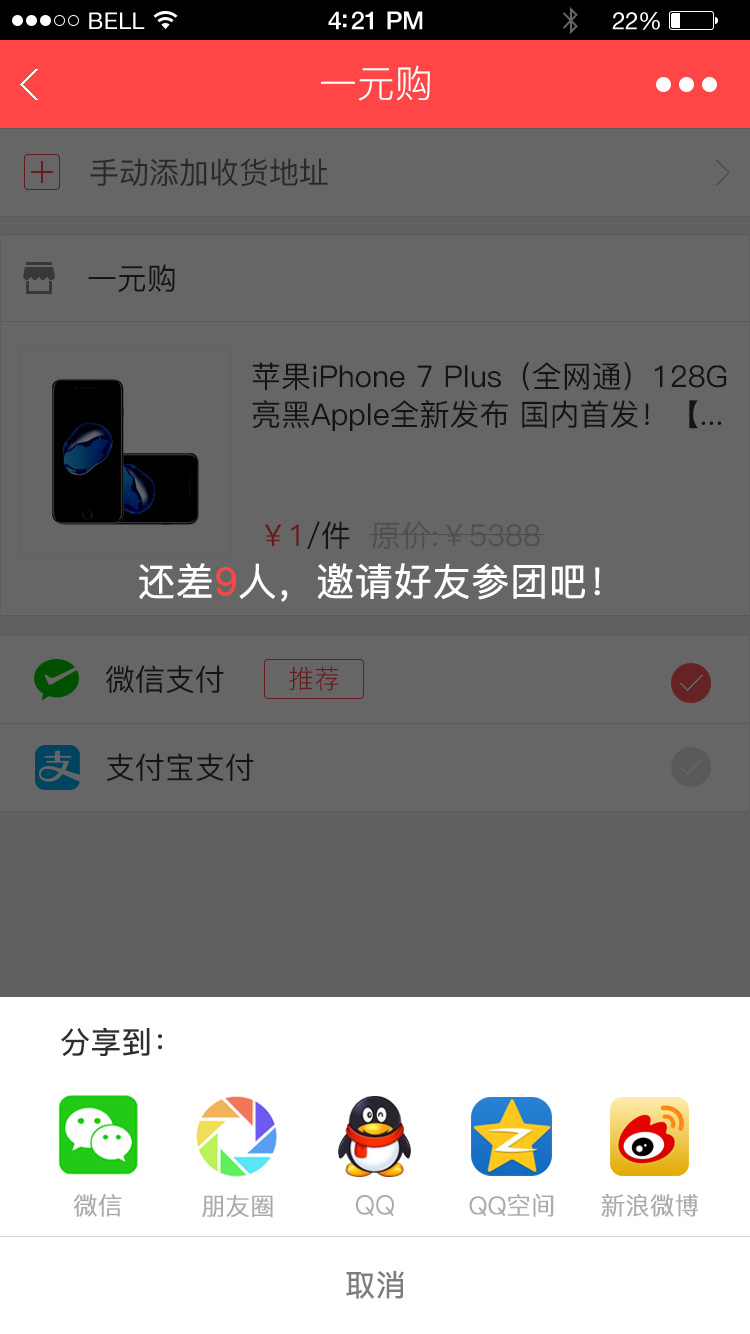 BELL 4:21 PM 22%
一元购
手动添加收货地址
一元购
苹果iPhone 7 Plus（全网通）128G
亮黑Apple全新发布 国内首发！【...
￥1/件 原价:￥5388
还差9人，邀请好友参团吧！
微信支付 推荐
支付宝支付
分享到：
微信 朋友圈 QQ QQ空间 新浪微博
取消